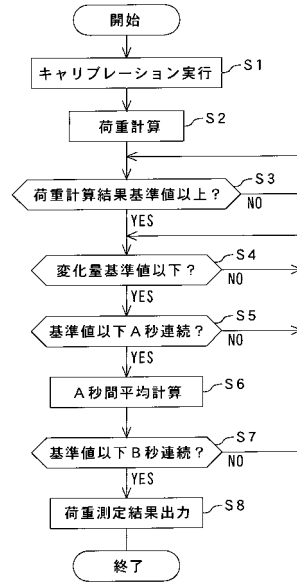 開始
キャリブレーション実行
S1
荷重計算
S2
荷重計算結果基準値以上？
S3
NO
YES
変化量基準値以下？
S4
NO
YES
基準値以下A秒連続？
S5
NO
YES
A秒間平均計算
S6
基準値以下B秒連続？
S7
NO
YES
荷重測定結果出力
S8
終了